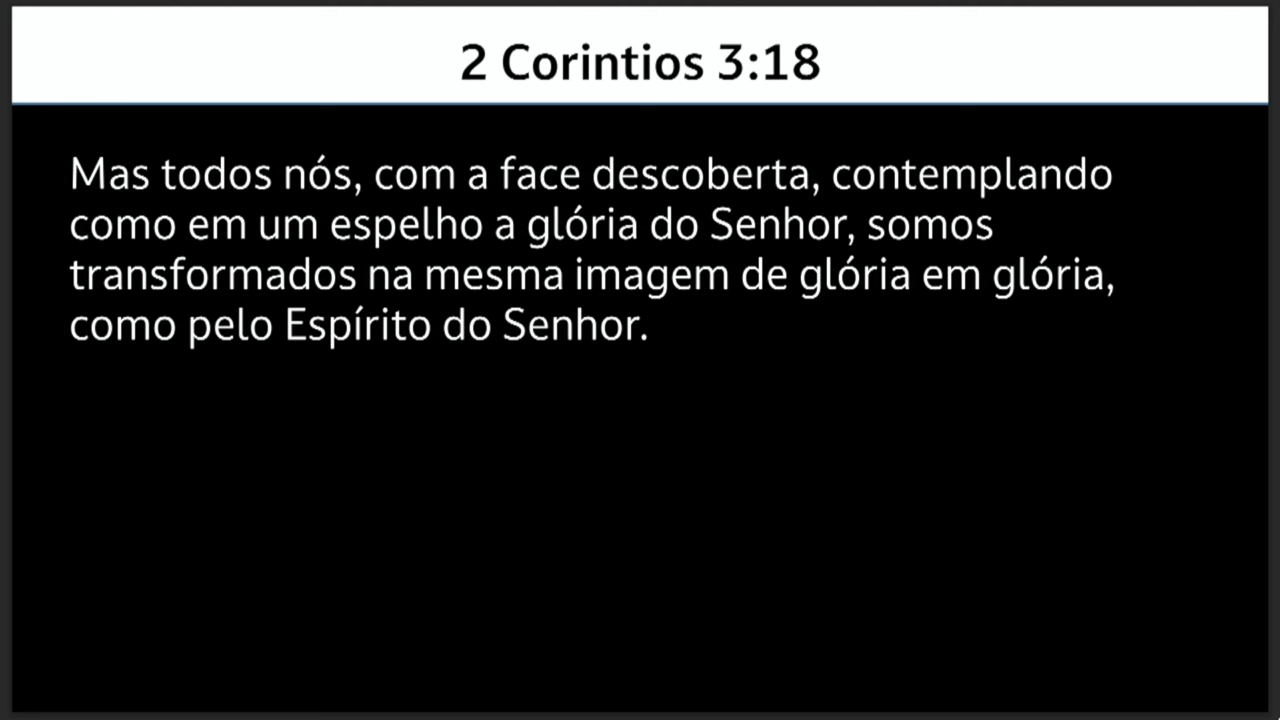 2 Corintios 3:18
Mas todos nós, com a face descoberta, contemplando
como em um espelho a glória do Senhor, somos
transformados na mesma imagem de glória em glória,
como pelo Espírito do Senhor.